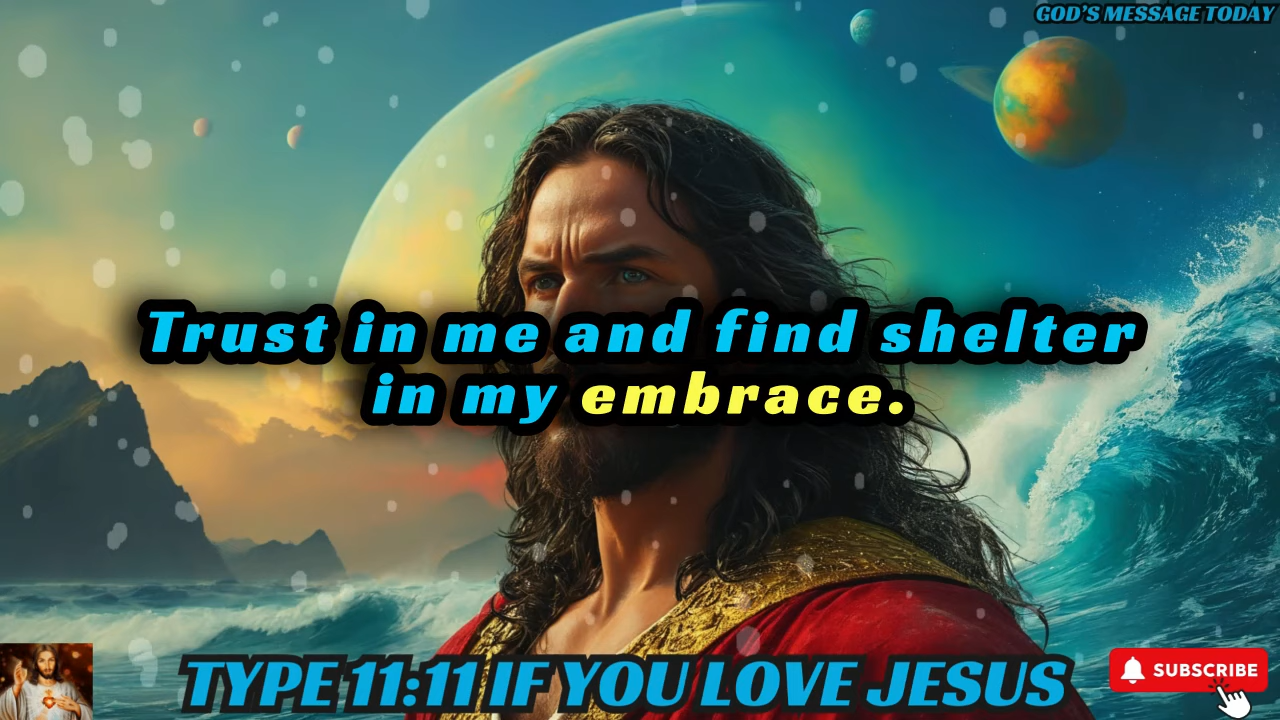 GOD'S MESSAGE TODAY
Trust in me and find shelter
in my embrace.
TYPE 11:11 IF YOU LOVE JESUS
SUBSCRIBE